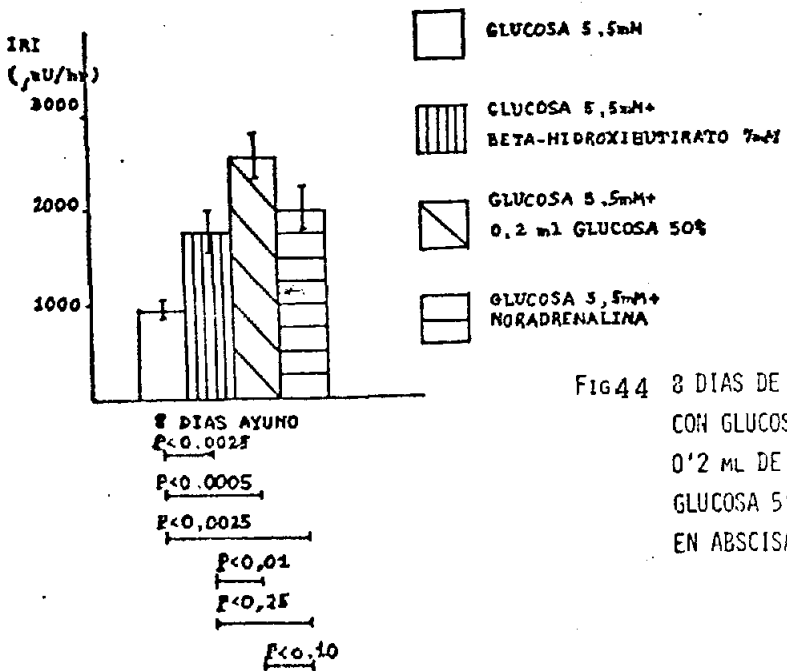 IRI
(µU/hr)
3000
2000
1000
8 DIAS AYUNO
P<0.0025
P<0.0005
P<0,0025
P<0,01
P<0,25
P<0,10
GLUCOSA 5,5mM
GLUCOSA 5,5mM+
BETA-HIDROXIBUTIRATO 7mM
GLUCOSA 5,5mM+
0,2 ml GLUCOSA 50%
GLUCOSA 5,5mM+
NORADRENALINA
FIG 44 8 DIAS DE
CON GLUCOS
0'2 ML DE
GLUCOSA 5'
EN ABSCISA